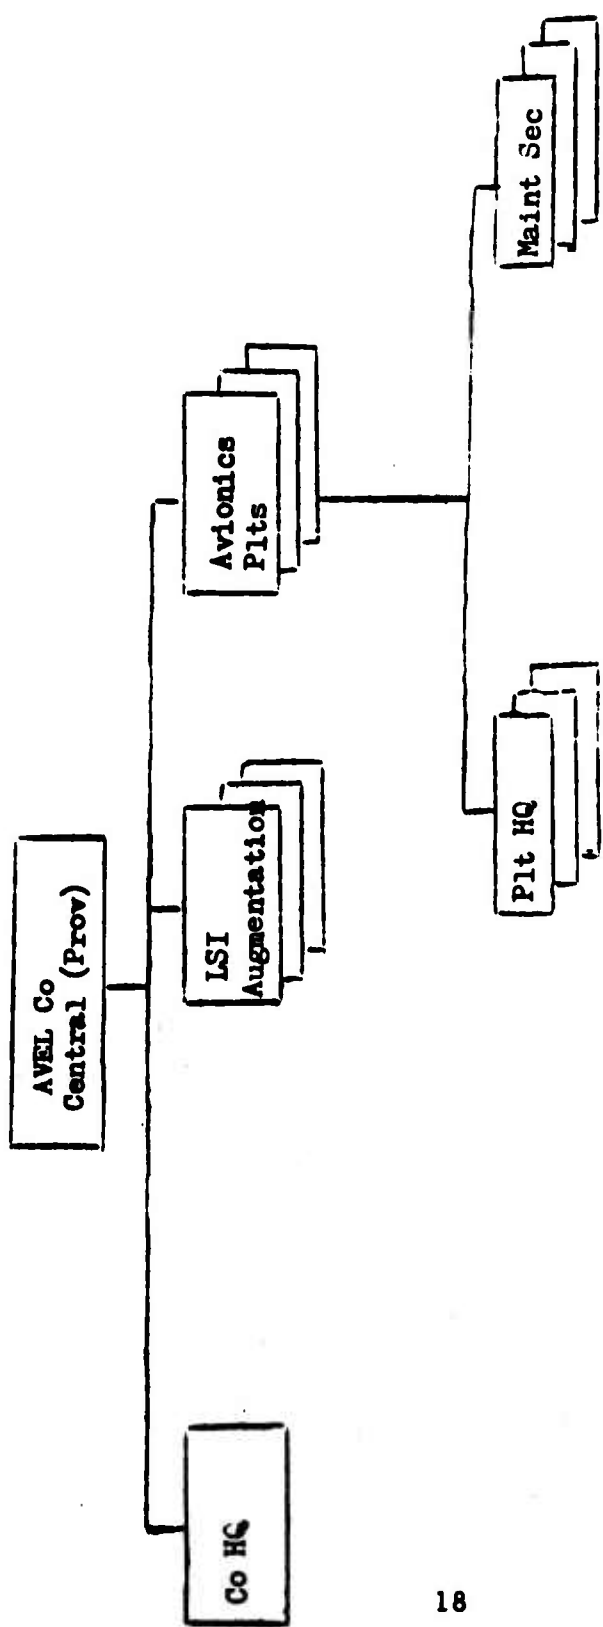 AVEL Co
Central (Prov)
Co HQ
LSI
Augmentation
Avionics
Plts
Plt HQ
Maint Sec
18